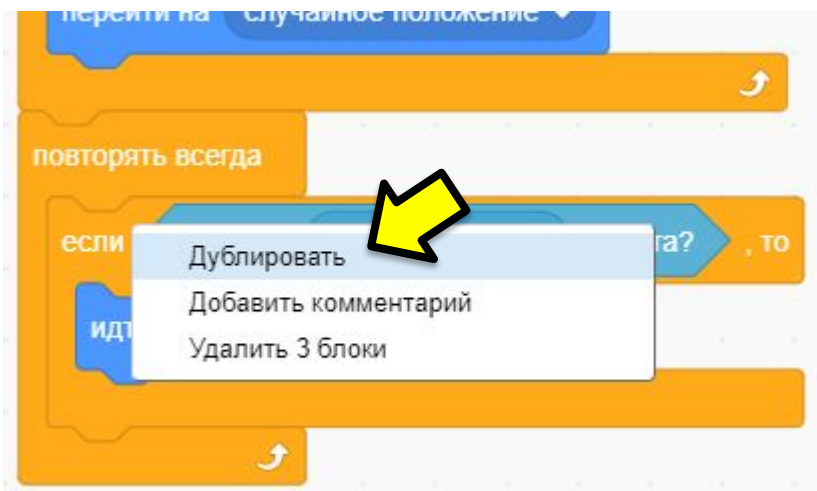 перейти на случайное положение
повторять всегда
если та? , то
Дублировать
Добавить комментарий
идт
Удалить 3 блоки